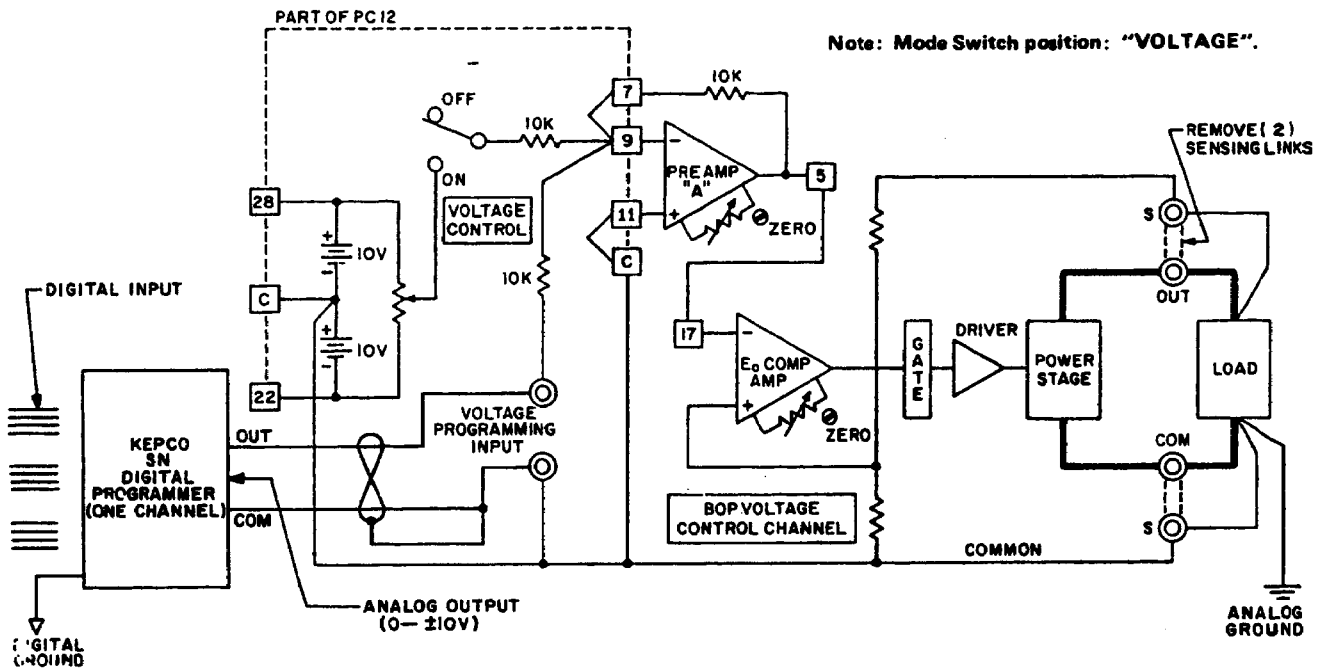 PART OF PC 12
Note: Mode Switch position: "VOLTAGE".
OFF
10K
7
10K
9
−
PREAMP
"A"
5
REMOVE(2)
SENSING LINKS
ON
28
VOLTAGE
CONTROL
11
+
ZERO
S
+
10V
−
C
10K
OUT
DIGITAL INPUT
C
+
10V
−
17
−
E₀ COMP
AMP
+
ZERO
GATE
DRIVER
POWER
STAGE
LOAD
22
VOLTAGE
PROGRAMMING
INPUT
COM
KEPCO
SN
DIGITAL
PROGRAMMER
(ONE CHANNEL)
OUT
COM
BOP VOLTAGE
CONTROL CHANNEL
S
COMMON
ANALOG OUTPUT
(0— ±10V)
ANALOG
GROUND
DIGITAL
GROUND